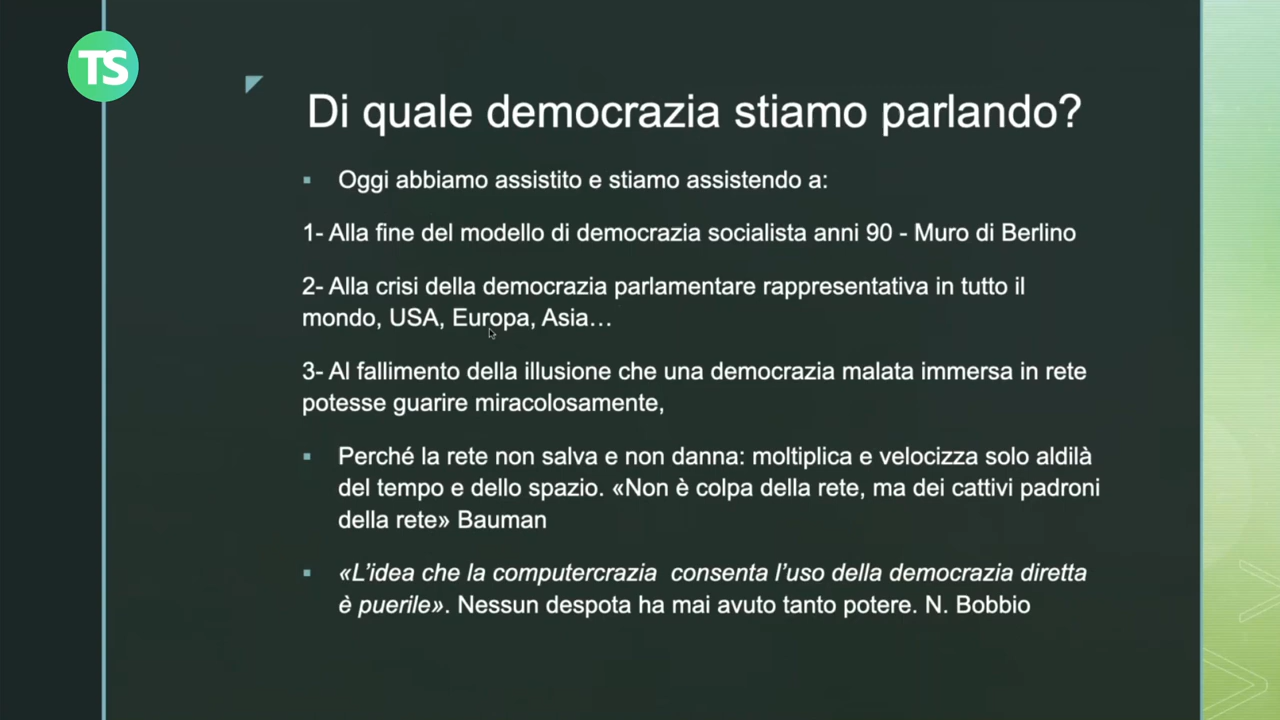 TS
Di quale democrazia stiamo parlando?
Oggi abbiamo assistito e stiamo assistendo a:
1- Alla fine del modello di democrazia socialista anni 90 - Muro di Berlino
2- Alla crisi della democrazia parlamentare rappresentativa in tutto il
mondo, USA, Europa, Asia…
3- Al fallimento della illusione che una democrazia malata immersa in rete
potesse guarire miracolosamente,
Perché la rete non salva e non danna: moltiplica e velocizza solo aldilà
del tempo e dello spazio. «Non è colpa della rete, ma dei cattivi padroni
della rete» Bauman
«L’idea che la computercrazia  consenta l’uso della democrazia diretta
è puerile». Nessun despota ha mai avuto tanto potere. N. Bobbio